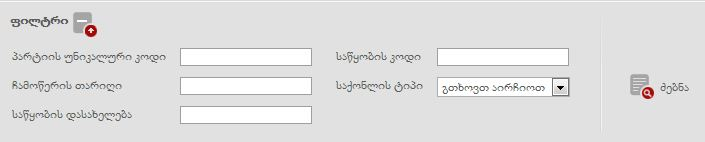 ფილტრი
პარტიის უნიკალური კოდი საწყობის კოდი
ჩამოწერის თარიღი საქონლის ტიპი გთხოვთ აირჩიოთ ძებნა
საწყობის დასახელება